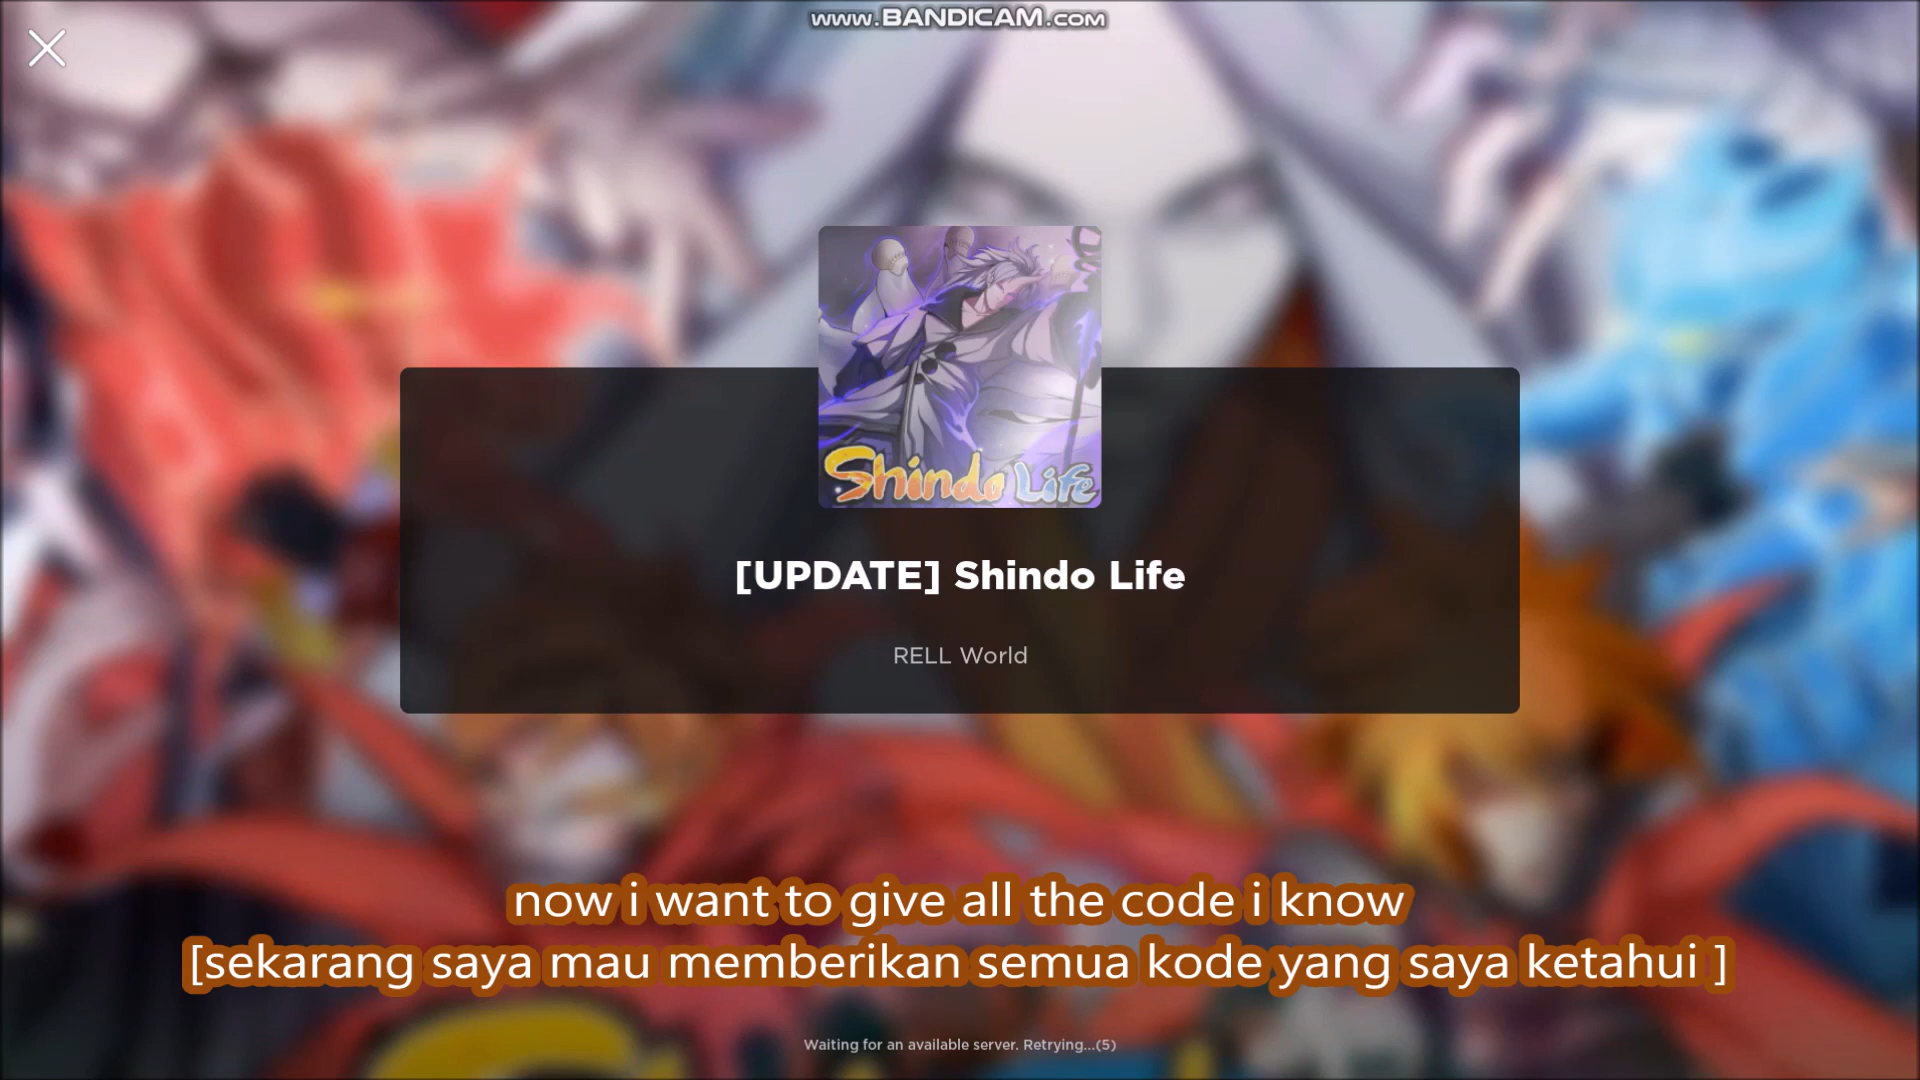 www.BANDICAM.com
Shindo Life
[UPDATE] Shindo Life
RELL World
now i want to give all the code i know
[sekarang saya mau memberikan semua kode yang saya ketahui ]
Waiting for an available server. Retrying...(5)